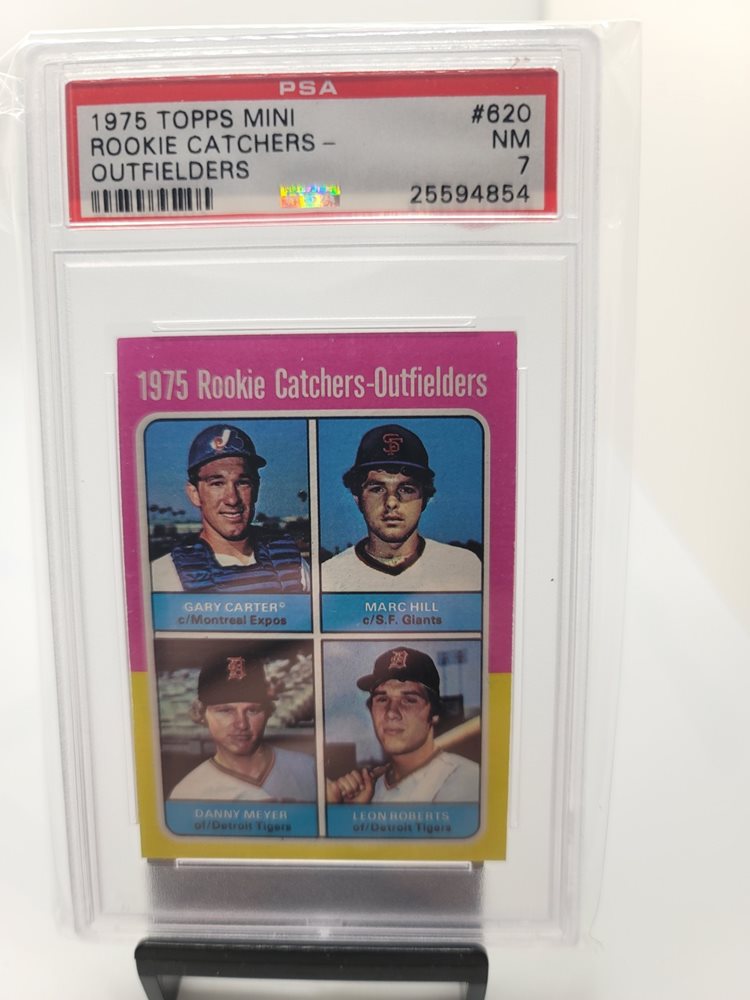 PSA
1975 TOPPS MINI #620
ROOKIE CATCHERS - NM
OUTFIELDERS 7
25594854
1975 Rookie Catchers-Outfielders
SF
GARY CARTER®
c/Montreal Expos
MARC HILL
c/S.F. Giants
DANNY MEYER
of/Detroit Tigers
LEON ROBERTS
of/Detroit Tigers